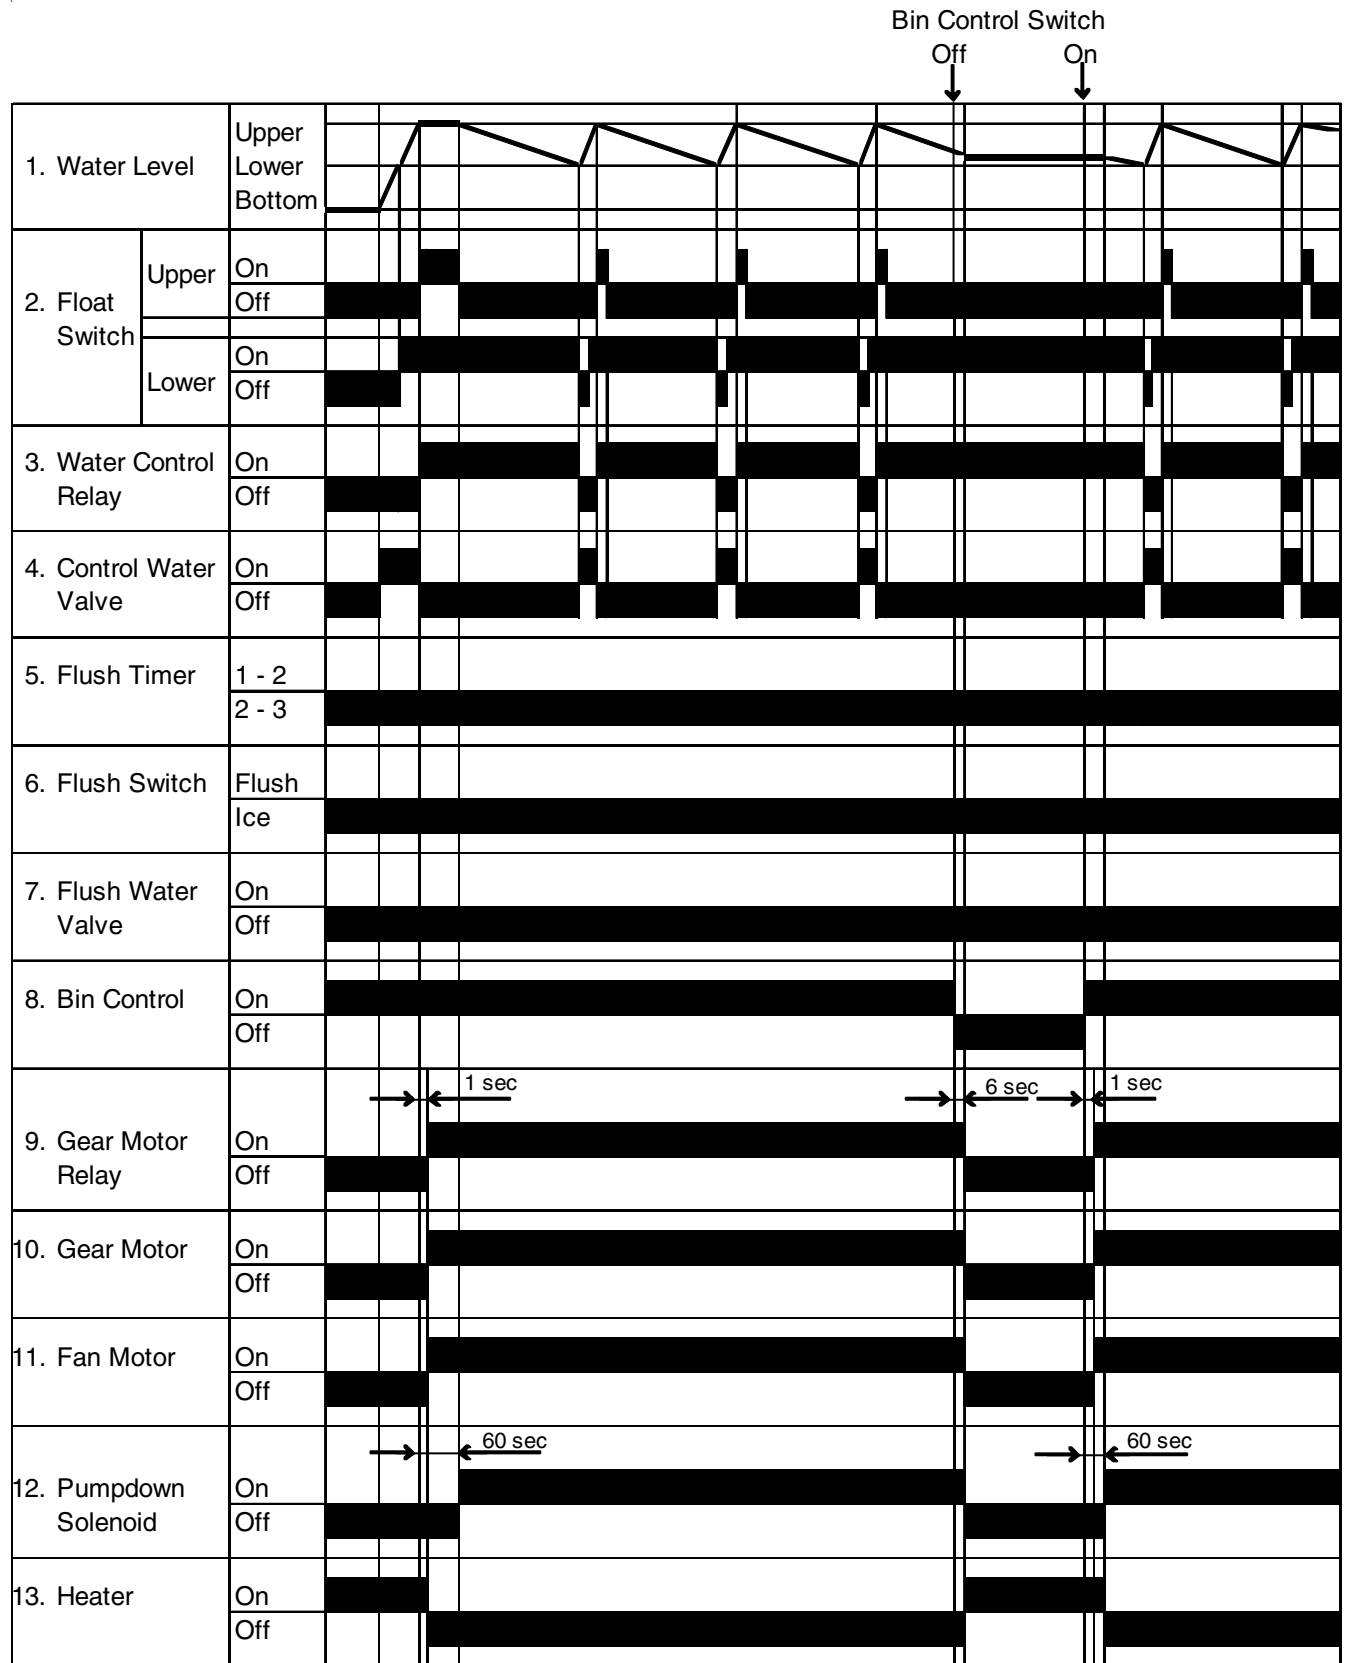 Bin Control Switch
Off On
1. Water Level
Upper
Lower
Bottom
2. Float
Switch
Upper
On
Off
Lower
On
Off
3. Water Control
Relay
On
Off
4. Control Water
Valve
On
Off
5. Flush Timer
1 - 2
2 - 3
6. Flush Switch
Flush
Ice
7. Flush Water
Valve
On
Off
8. Bin Control
On
Off
1 sec 6 sec 1 sec
9. Gear Motor
Relay
On
Off
10. Gear Motor
On
Off
11. Fan Motor
On
Off
60 sec 60 sec
12. Pumpdown
Solenoid
On
Off
13. Heater
On
Off